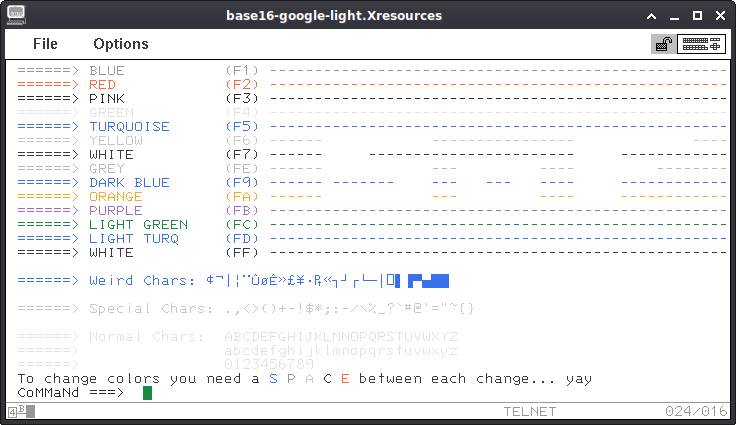 base16-google-light.Xresources
File Options
======> BLUE (F1) ---------------------------------------------------
======> RED (F2) ---------------------------------------------------
======> PINK (F3) ---------------------------------------------------
======> GREEN (F4) ---------------------------------------------------
======> TURQUOISE (F5) ---------------------------------------------------
======> YELLOW (F6) ------            ----------------             ----
======> WHITE (F7) ------     -----------------------     ------------
======> GREY (FE) ------            ---         ----     ------------
======> DARK BLUE (F9) ------ -------    ---   ---   ----     ------------
======> ORANGE (FA) ------            ---         ----     ------------
======> PURPLE (FB) ---------------------------------------------------
======> LIGHT GREEN (FC) ---------------------------------------------------
======> LIGHT TURQ (FD) ---------------------------------------------------
======> WHITE (FF) ---------------------------------------------------
======> Weird Chars: ¢¬|¦¨ÛøÊ»£¥·₧«┐┘┌└─│
======> Special Chars: .,<>()+-!$*;:-/\%_?`#@'="~{}
======> Normal Chars: ABCDEFGHIJKLMNOPQRSTUVWXYZ
======> abcdefghijklmnopqrstuvwxyz
======> 0123456789
To change colors you need a S P A C E between each change... yay
CoMMaNd ===>
4B TELNET 024/016